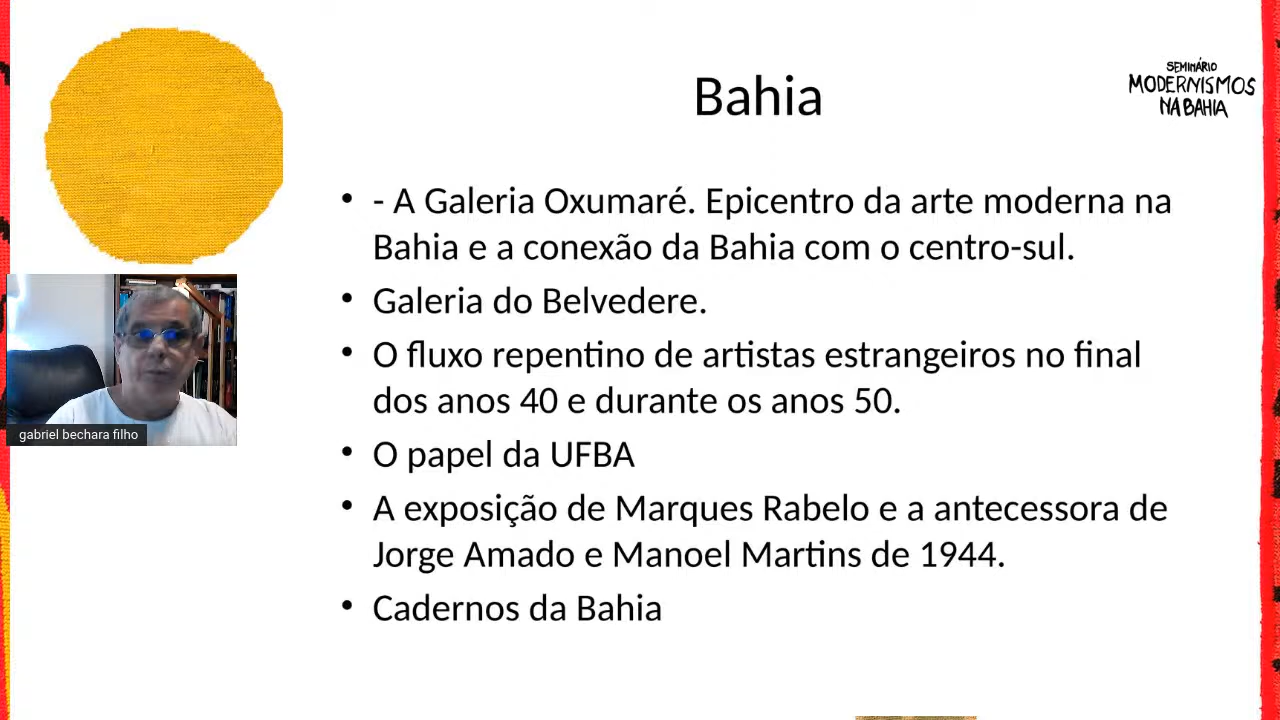 Bahia
SEMINÁRIO
MODERNISMOS
NA BAHIA
• - A Galeria Oxumaré. Epicentro da arte moderna na
Bahia e a conexão da Bahia com o centro-sul.
• Galeria do Belvedere.
• O fluxo repentino de artistas estrangeiros no final
dos anos 40 e durante os anos 50.
• O papel da UFBA
• A exposição de Marques Rabelo e a antecessora de
Jorge Amado e Manoel Martins de 1944.
• Cadernos da Bahia
gabriel bechara filho